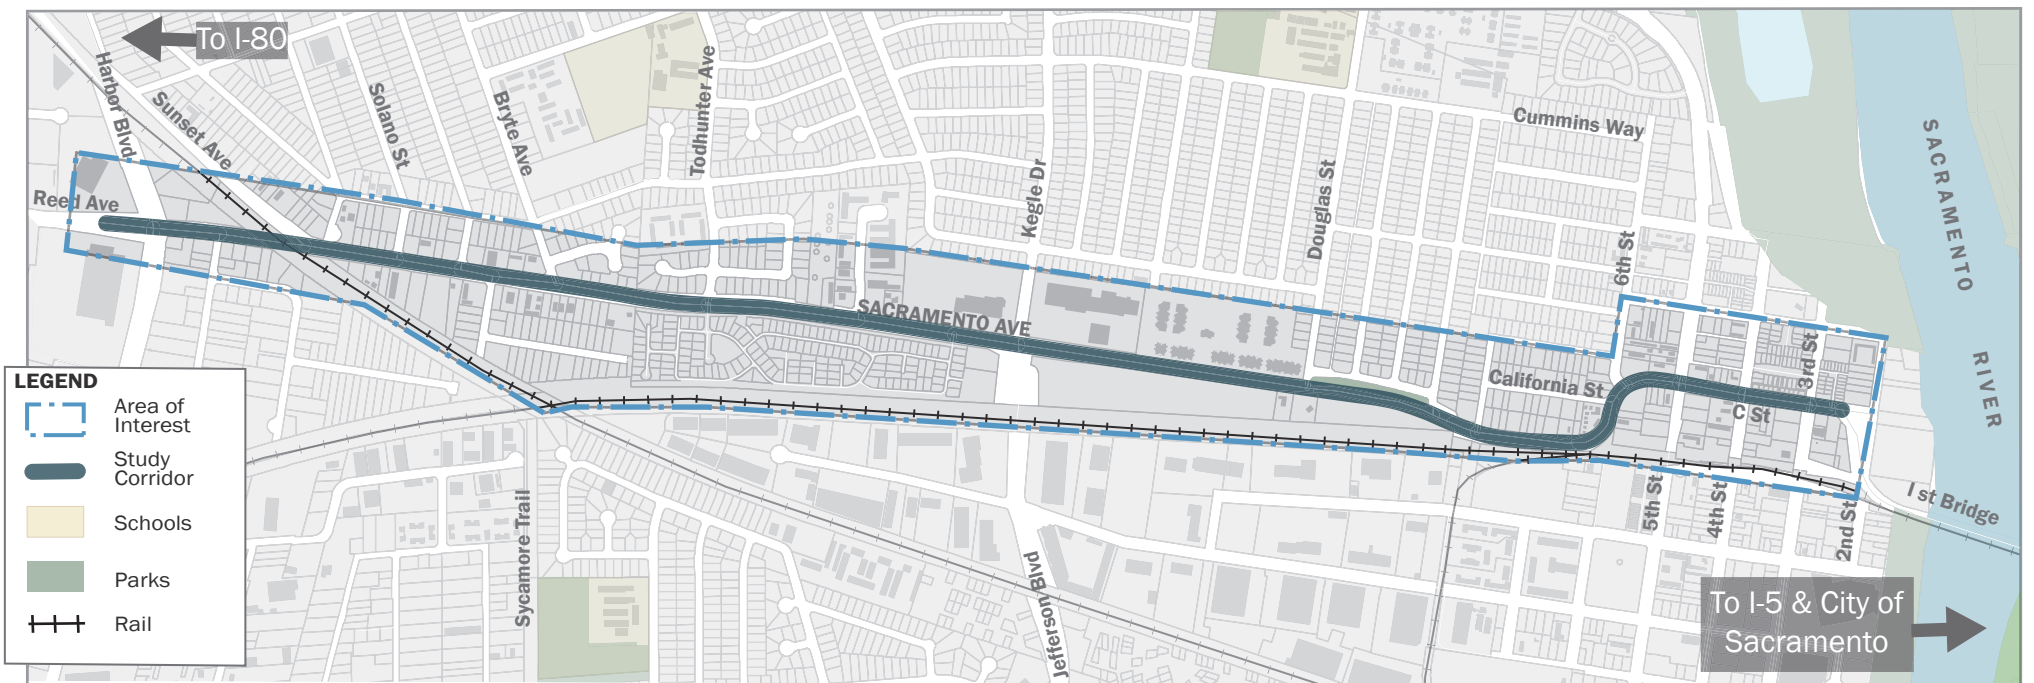 To I-80
Harbor Blvd
Sunset Ave
Solano St
Bryte Ave
Todhunter Ave
Kegle Dr
Douglas St
Cummins Way
6th St
SACRAMENTO
RIVER
Reed Ave
SACRAMENTO AVE
California St
3rd St
C St
I st Bridge
5th St
4th St
2nd St
Sycamore Trail
Jefferson Blvd
To I-5 & City of
Sacramento
LEGEND
Area of
Interest
Study
Corridor
Schools
Parks
Rail